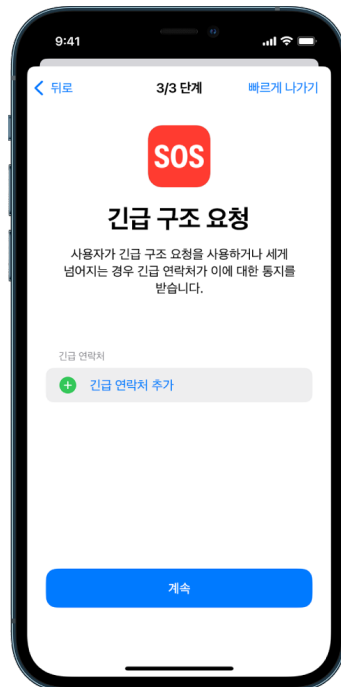 9:41
뒤로 3/3 단계 빠르게 나가기
SOS
긴급 구조 요청
사용자가 긴급 구조 요청을 사용하거나 세게
넘어지는 경우 긴급 연락처가 이에 대한 통지를
받습니다.
긴급 연락처
긴급 연락처 추가
계속